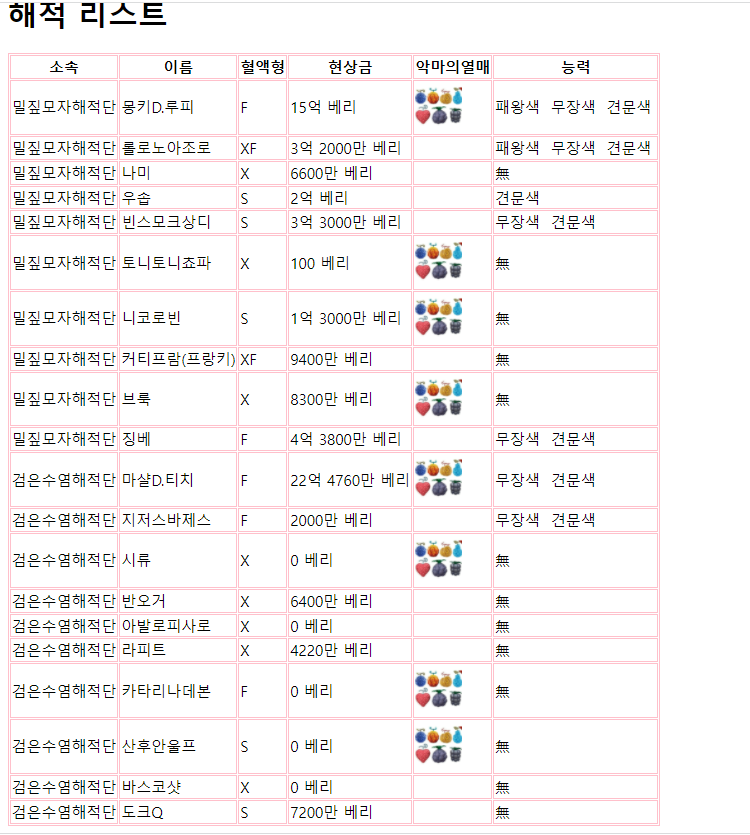 해적 리스트
소속 이름 혈액형 현상금 악마의열매 능력
밀짚모자해적단 몽키D.루피 F 15억 베리 패왕색 무장색 견문색
밀짚모자해적단 롤로노아조로 XF 3억 2000만 베리 패왕색 무장색 견문색
밀짚모자해적단 나미 X 6600만 베리 無
밀짚모자해적단 우솝 S 2억 베리 견문색
밀짚모자해적단 빈스모크상디 S 3억 3000만 베리 무장색 견문색
밀짚모자해적단 토니토니쵸파 X 100 베리 無
밀짚모자해적단 니코로빈 S 1억 3000만 베리 無
밀짚모자해적단 커티프람(프랑키) XF 9400만 베리 無
밀짚모자해적단 브룩 X 8300만 베리 無
밀짚모자해적단 징베 F 4억 3800만 베리 무장색 견문색
검은수염해적단 마샬D.티치 F 22억 4760만 베리 무장색 견문색
검은수염해적단 지저스바제스 F 2000만 베리 무장색 견문색
검은수염해적단 시류 X 0 베리 無
검은수염해적단 반오거 X 6400만 베리 無
검은수염해적단 아발로피사로 X 0 베리 無
검은수염해적단 라피트 X 4220만 베리 無
검은수염해적단 카타리나데본 F 0 베리 無
검은수염해적단 산후안울프 S 0 베리 無
검은수염해적단 바스코샷 X 0 베리 無
검은수염해적단 도크Q S 7200만 베리 無